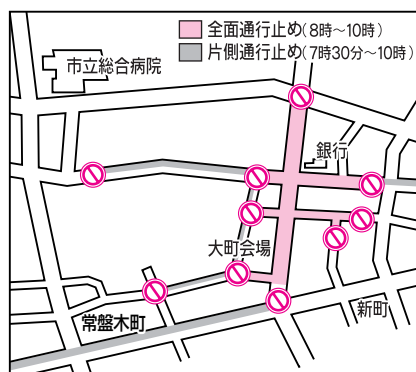 全面通行止め(8時～10時)
片側通行止め(7時30分～10時)
市立総合病院
銀行
大町会場
新町
常盤木町